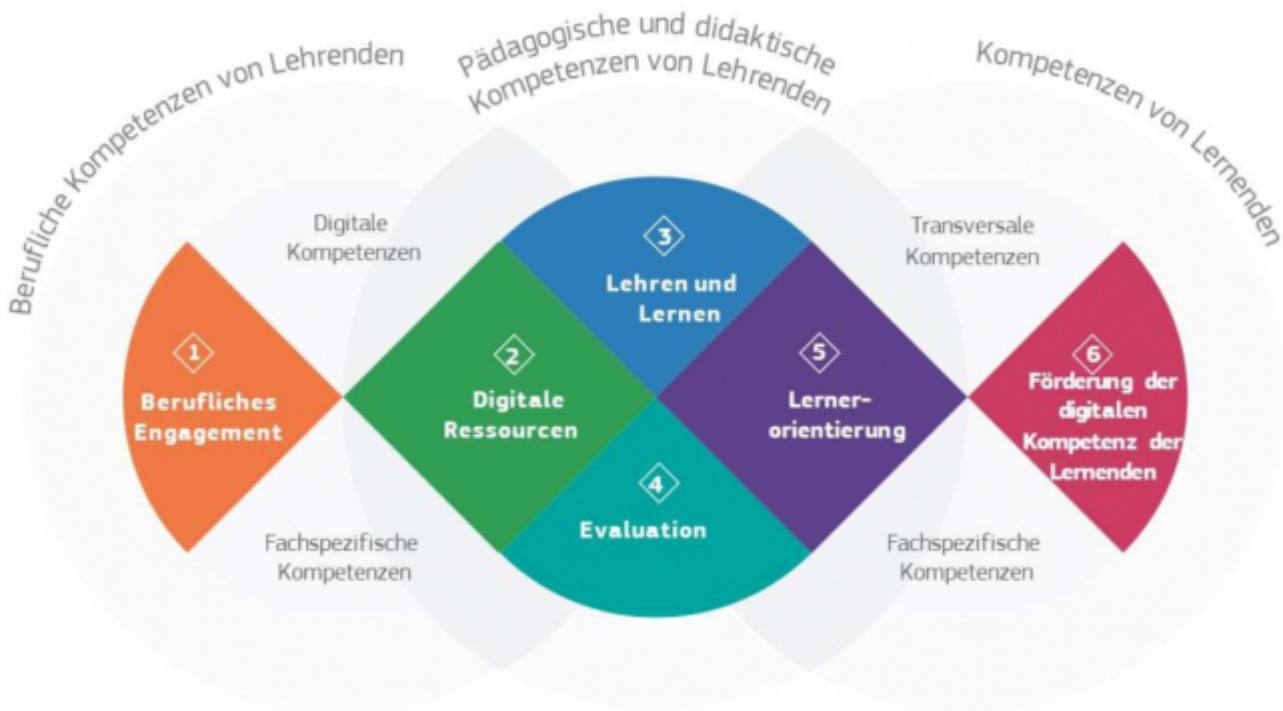 Berufliche Kompetenzen von Lehrenden
Pädagogische und didaktische
Kompetenzen von Lehrenden
Kompetenzen von Lernenden
Digitale
Kompetenzen
Transversale
Kompetenzen
1
Berufliches
Engagement
2
Digitale
Ressourcen
3
Lehren und
Lernen
4
Evaluation
5
Lerner-
orientierung
6
Förderung der
digitalen
Kompetenz der
Lernenden
Fachspezifische
Kompetenzen
Fachspezifische
Kompetenzen